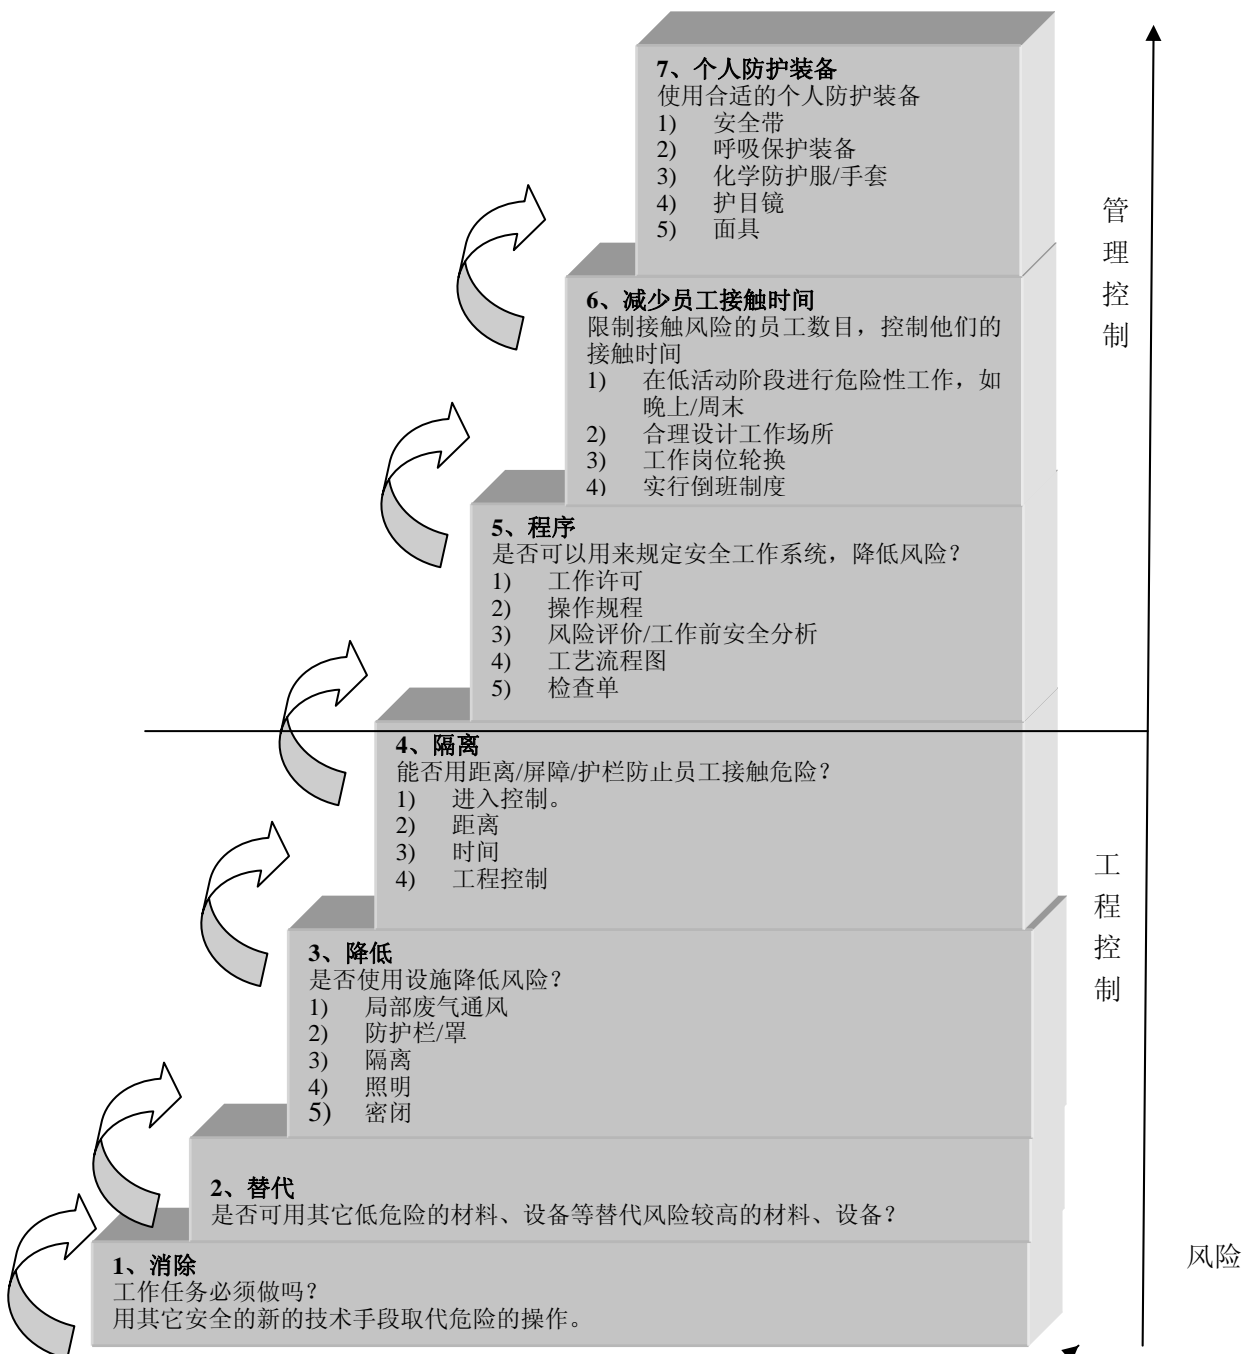 7、个人防护装备
使用合适的个人防护装备
1) 安全带
2) 呼吸保护装备
3) 化学防护服/手套
4) 护目镜
5) 面具
管理控制
6、减少员工接触时间
限制接触风险的员工数目，控制他们的
接触时间
1) 在低活动阶段进行危险性工作，如
晚上/周末
2) 合理设计工作场所
3) 工作岗位轮换
4) 实行倒班制度
5、程序
是否可以用来规定安全工作系统，降低风险？
1) 工作许可
2) 操作规程
3) 风险评价/工作前安全分析
4) 工艺流程图
5) 检查单
4、隔离
能否用距离/屏障/护栏防止员工接触危险？
1) 进入控制。
2) 距离
3) 时间
4) 工程控制
工程控制
3、降低
是否使用设施降低风险？
1) 局部废气通风
2) 防护栏/罩
3) 隔离
4) 照明
5) 密闭
2、替代
是否可用其它低危险的材料、设备等替代风险较高的材料、设备？
风险
1、消除
工作任务必须做吗？
用其它安全的新的技术手段取代危险的操作。